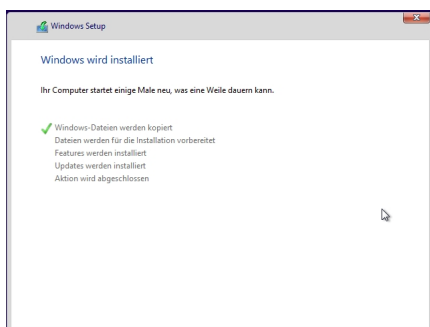 Windows Setup
Windows wird installiert
Ihr Computer startet einige Male neu, was eine Weile dauern kann.
Windows-Dateien werden kopiert
Dateien werden für die Installation vorbereitet
Features werden installiert
Updates werden installiert
Aktion wird abgeschlossen